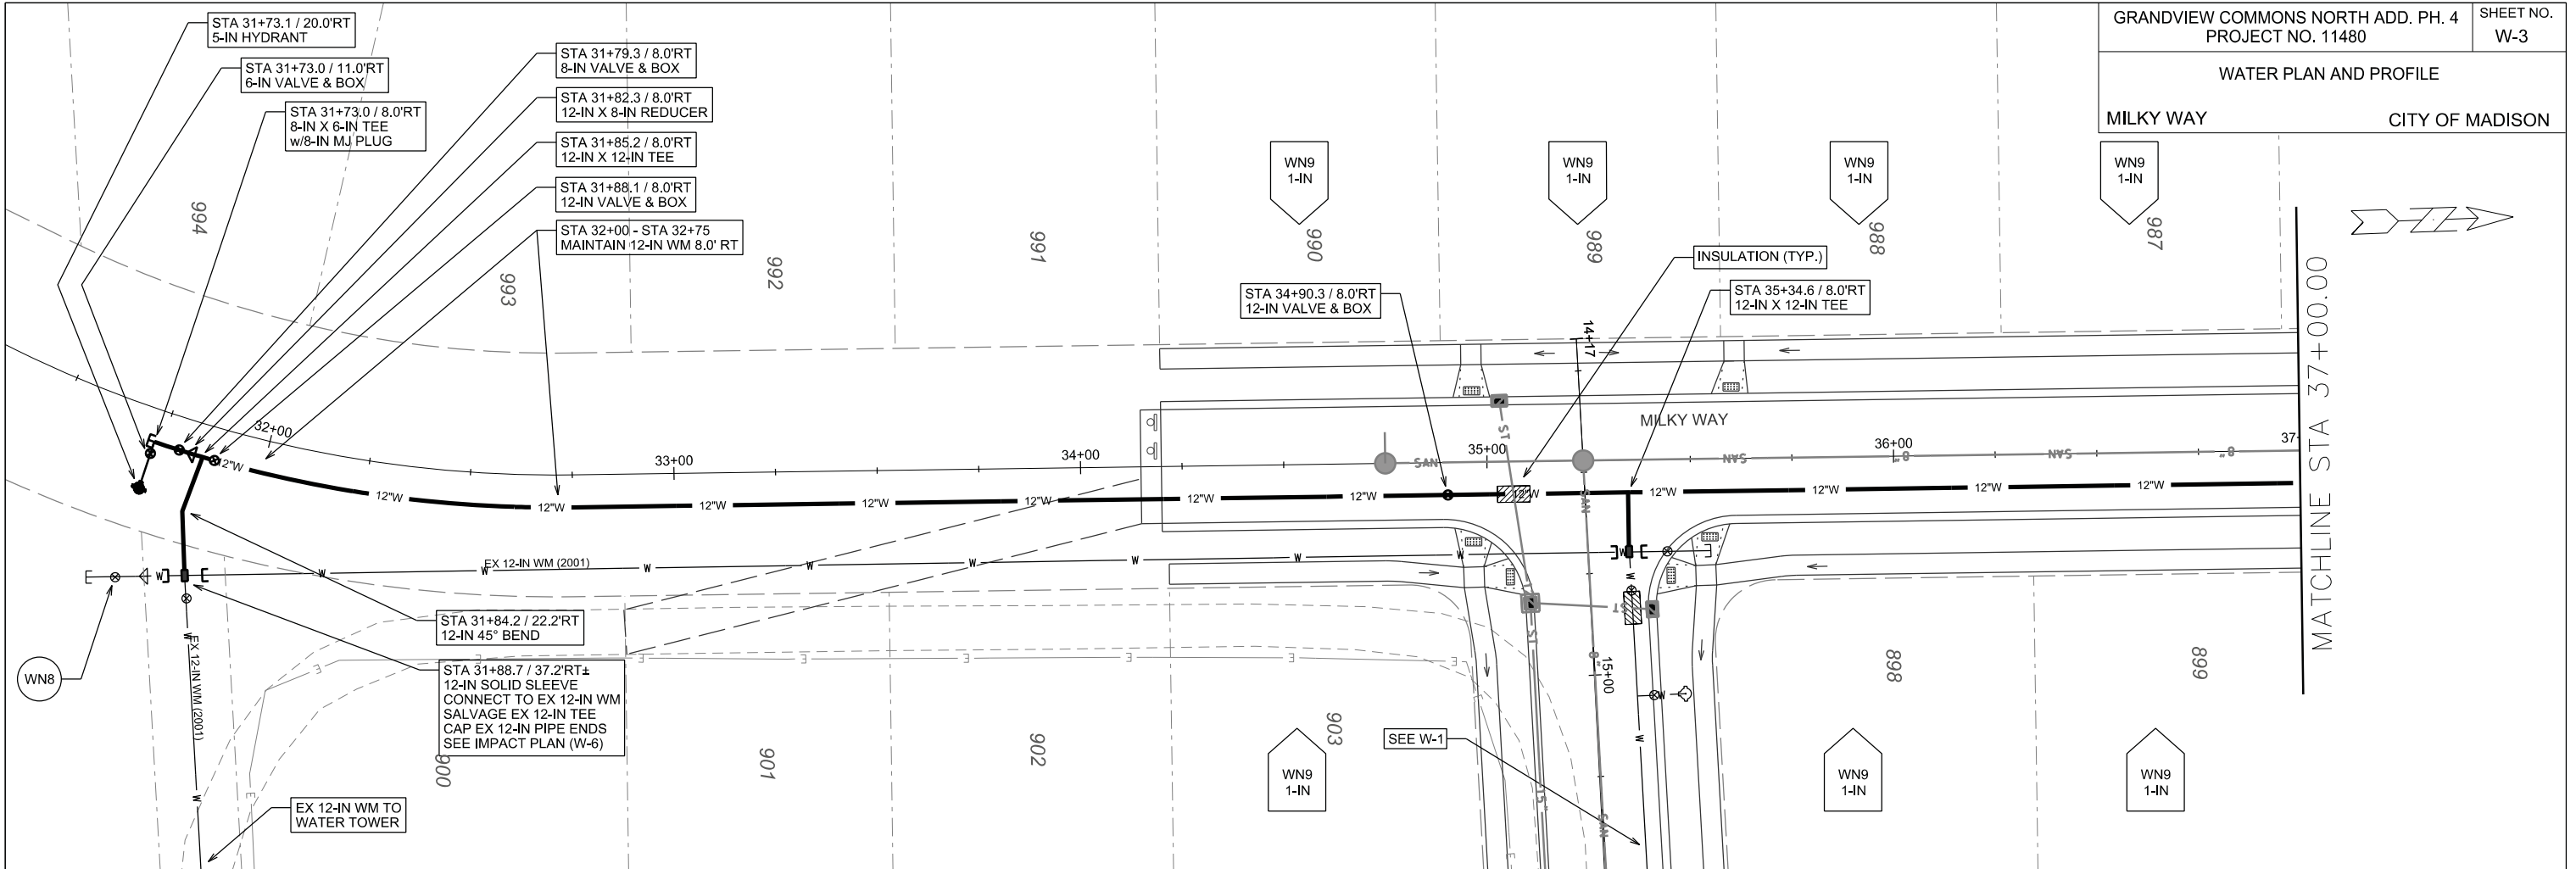 GRANDVIEW COMMONS NORTH ADD. PH. 4
PROJECT NO. 11480
SHEET NO.
W-3
WATER PLAN AND PROFILE
MILKY WAY
CITY OF MADISON
STA 31+73.1 / 20.0'RT
5-IN HYDRANT
STA 31+73.0 / 11.0'RT
6-IN VALVE & BOX
STA 31+73.0 / 8.0'RT
8-IN X 6-IN TEE
w/8-IN MJ PLUG
STA 31+79.3 / 8.0'RT
8-IN VALVE & BOX
STA 31+82.3 / 8.0'RT
12-IN X 8-IN REDUCER
STA 31+85.2 / 8.0'RT
12-IN X 12-IN TEE
STA 31+88.1 / 8.0'RT
12-IN VALVE & BOX
STA 32+00 - STA 32+75
MAINTAIN 12-IN WM 8.0' RT
WN9
1-IN
WN9
1-IN
WN9
1-IN
WN9
1-IN
994
993
992
991
990
989
988
987
INSULATION (TYP.)
STA 34+90.3 / 8.0'RT
12-IN VALVE & BOX
STA 35+34.6 / 8.0'RT
12-IN X 12-IN TEE
MATCHLINE STA 37+00.00
14+17
MILKY WAY
32+00
33+00
34+00
35+00
36+00
37
SAN
SAN
8"
SAN
8"
ST
12"W
12"W
12"W
12"W
12"W
12"W
12"W
12"W
12"W
12"W
12"W
12"W
12"W
SAN
EX 12-IN WM (2001)
W
W
W
W
W
W
W
W
W
W
W
W
ST
ST
STA 31+84.2 / 22.2'RT
12-IN 45° BEND
STA 31+88.7 / 37.2'RT±
12-IN SOLID SLEEVE
CONNECT TO EX 12-IN WM
SALVAGE EX 12-IN TEE
CAP EX 12-IN PIPE ENDS
SEE IMPACT PLAN (W-6)
WN8
W
EX 12-IN WM (2001)
W
E
E
E
E
E
E
E
E
E
8"
15+00
W
W
900
901
902
903
898
899
SEE W-1
WN9
1-IN
WN9
1-IN
WN9
1-IN
EX 12-IN WM TO
WATER TOWER
15"
SAN
E